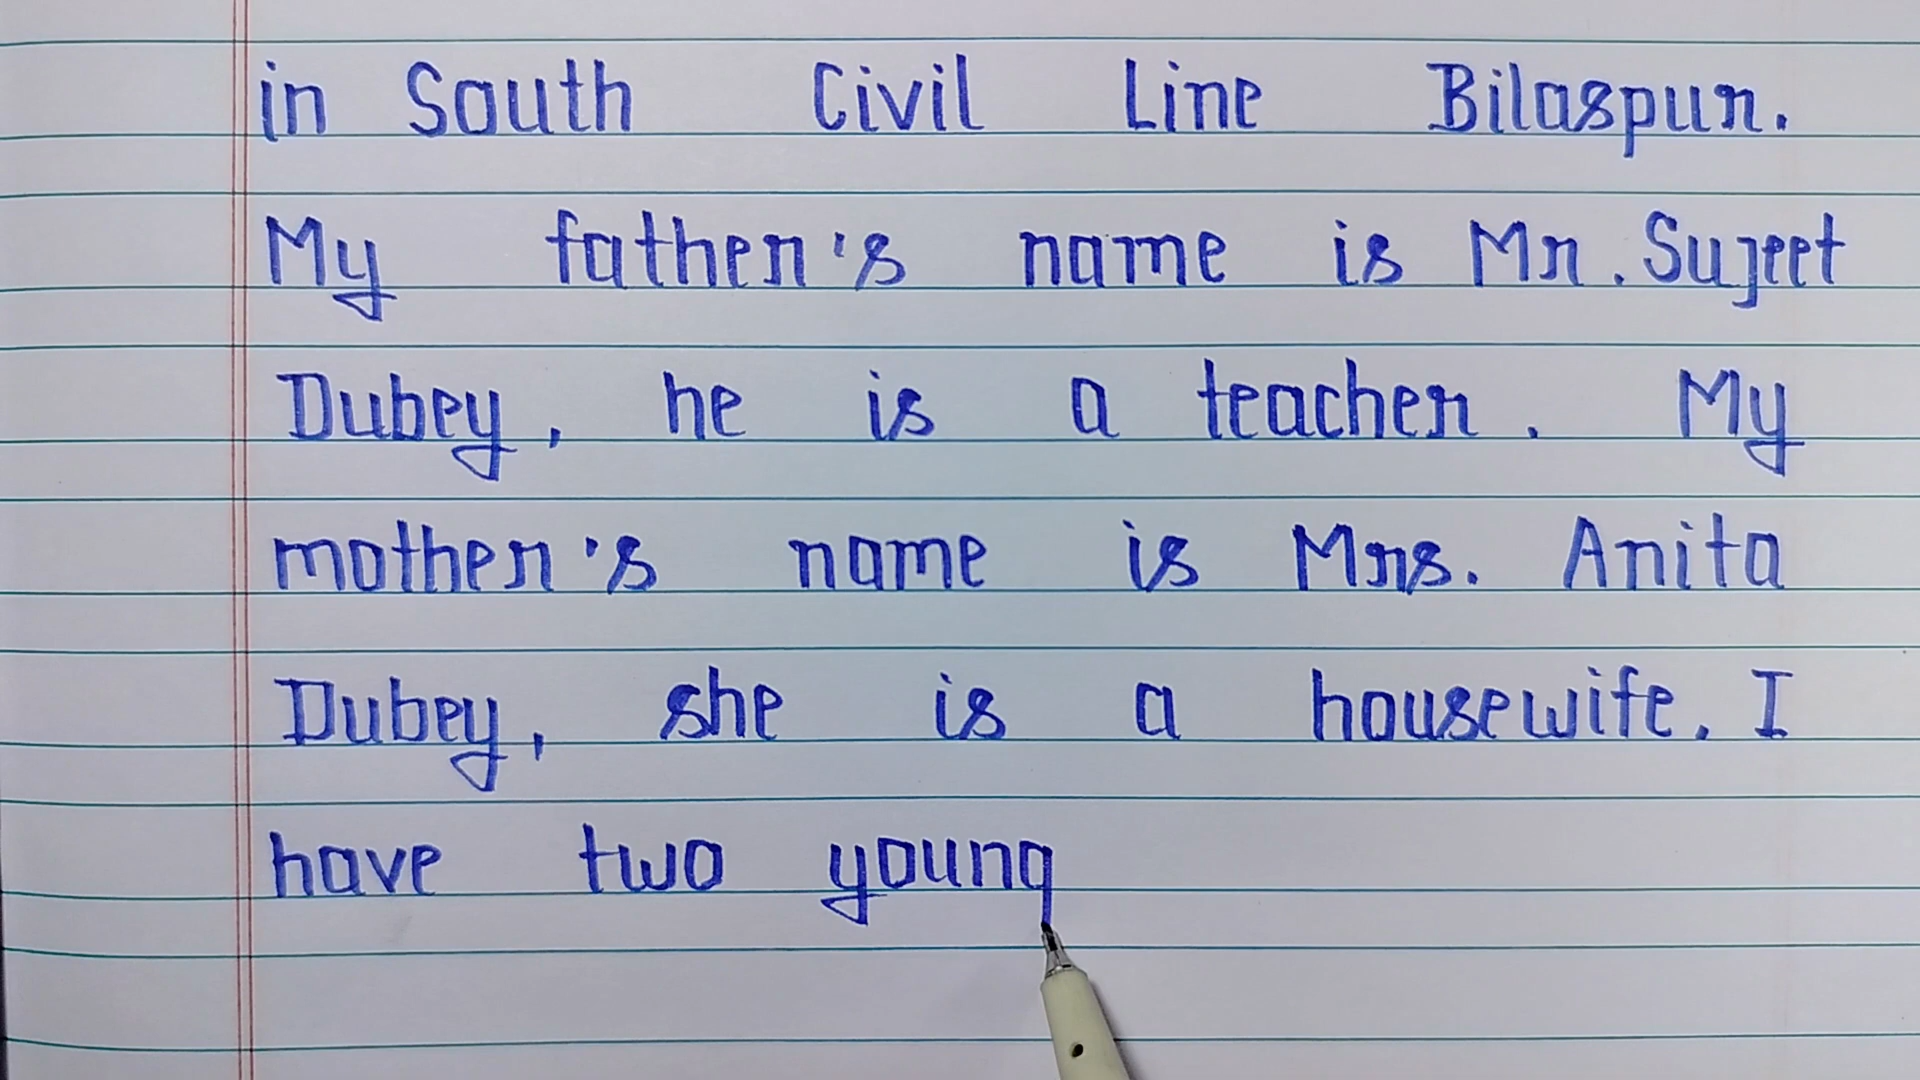 in South Civil Line Bilaspur.
My father's name is Mr. Sujeet
Dubey, he is a teacher. My
mother's name is Mrs. Anita
Dubey, she is a housewife. I
have two young